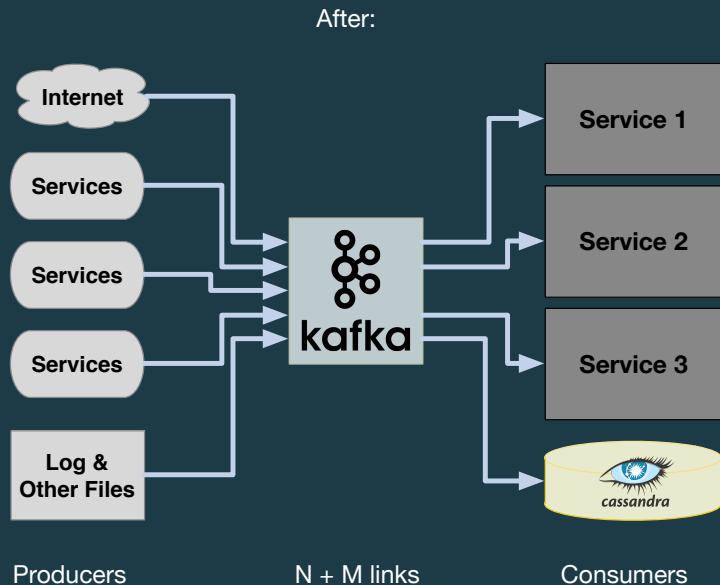 After:
Internet
Services
Services
Services
Log &
Other Files
kafka
Service 1
Service 2
Service 3
cassandra
Producers
N + M links
Consumers